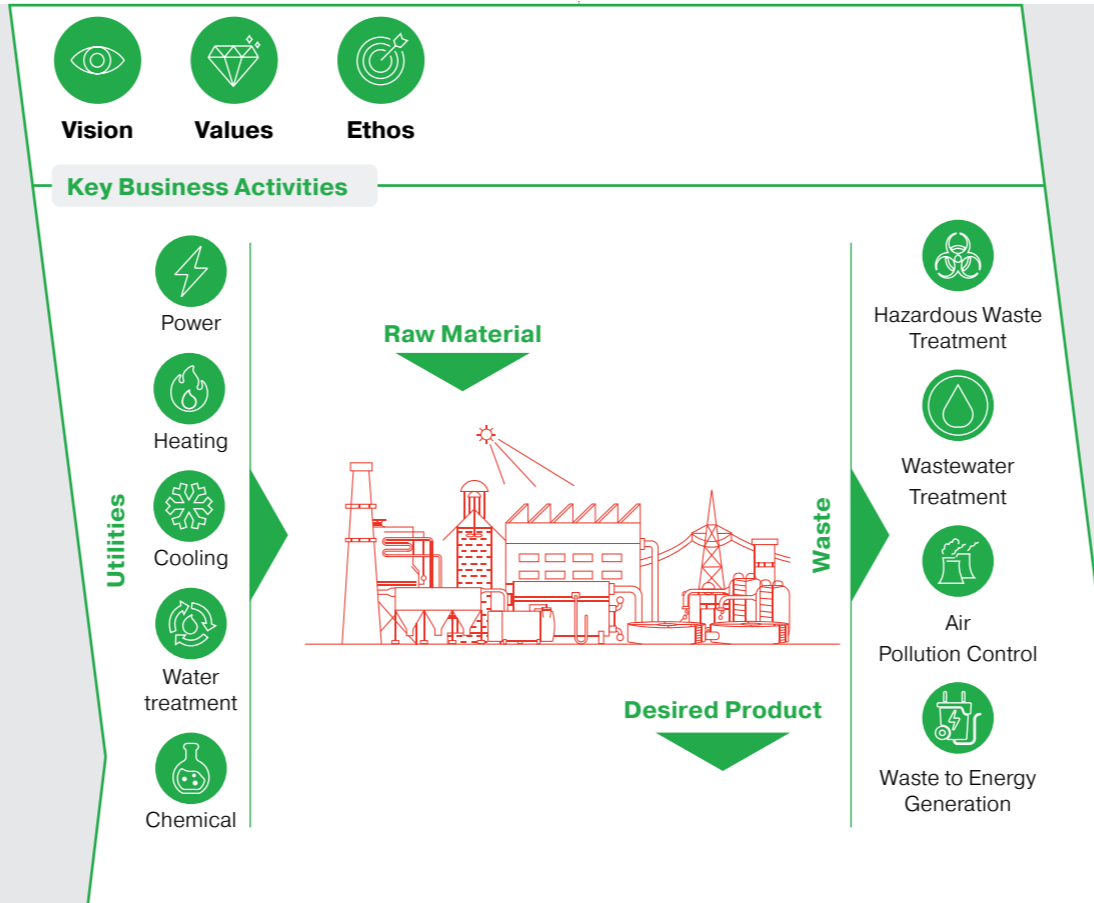 Vision
Values
Ethos
Key Business Activities
Utilities
Power
Heating
Cooling
Water
treatment
Chemical
Raw Material
Desired Product
Waste
Hazardous Waste
Treatment
Wastewater
Treatment
Air
Pollution Control
Waste to Energy
Generation